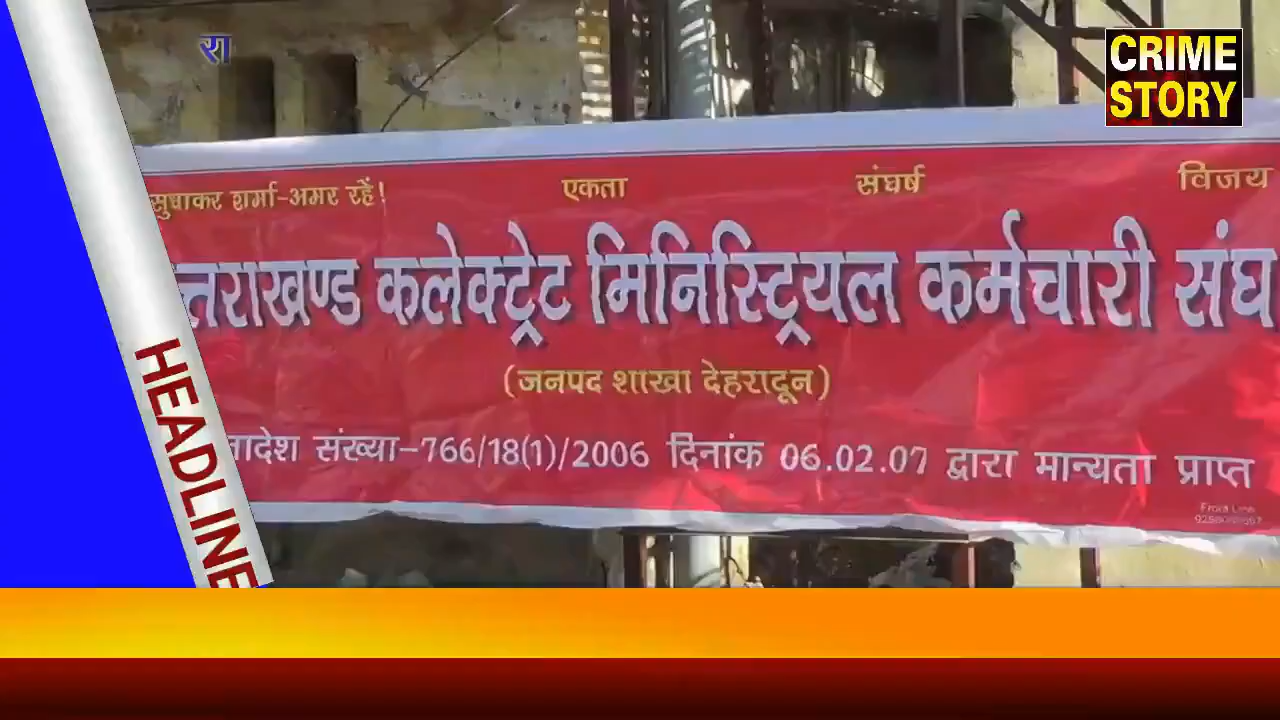 रा
CRIME
STORY
सुधाकर शर्मा-अमर रहें! एकता संघर्ष विजय
त्तराखण्ड कलेक्ट्रेट मिनिस्ट्रियल कर्मचारी संघ
(जनपद शाखा देहरादून)
नादेश संख्या-766/18(1)/2006 दिनांक 06.02.07 द्वारा मान्यता प्राप्त
HEADLINE